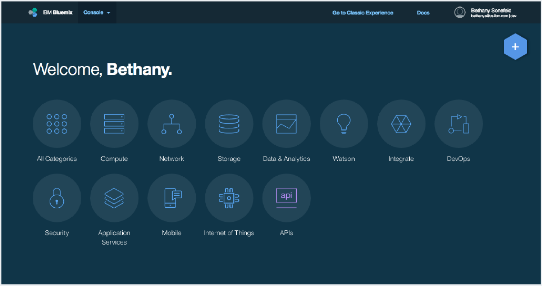 IBM Bluemix
Console
Go to Classic Experience
Docs
Bethany Sonefeld
Welcome, Bethany.
All Categories
Compute
Network
Storage
Data & Analytics
Watson
Integrate
DevOps
Security
Application
Services
Mobile
Internet of Things
api
APIs